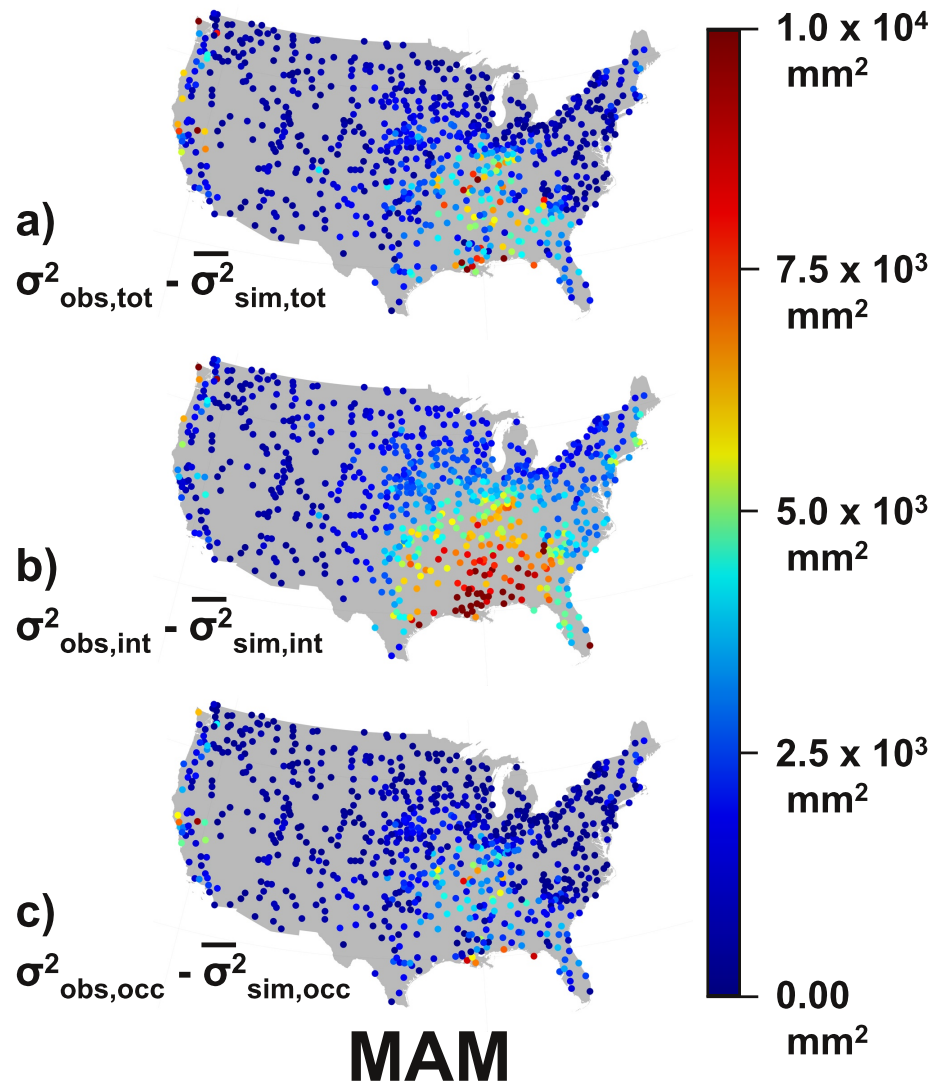 a)
σ²obs,tot - σ̅²sim,tot
b)
σ²obs,int - σ̅²sim,int
c)
σ²obs,occ - σ̅²sim,occ
MAM
1.0 x 10⁴
mm²
7.5 x 10³
mm²
5.0 x 10³
mm²
2.5 x 10³
mm²
0.00
mm²